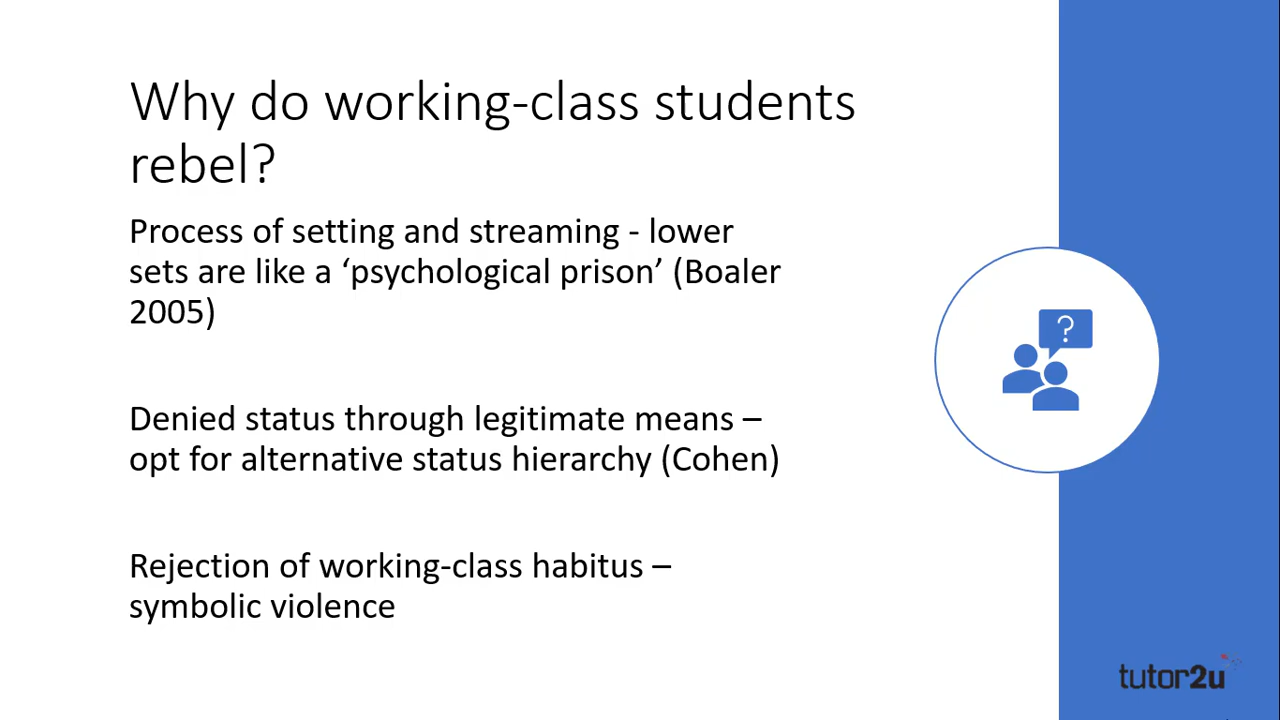 Why do working-class students
rebel?
Process of setting and streaming - lower
sets are like a ‘psychological prison’ (Boaler
2005)
Denied status through legitimate means –
opt for alternative status hierarchy (Cohen)
Rejection of working-class habitus –
symbolic violence
?
tutor2u